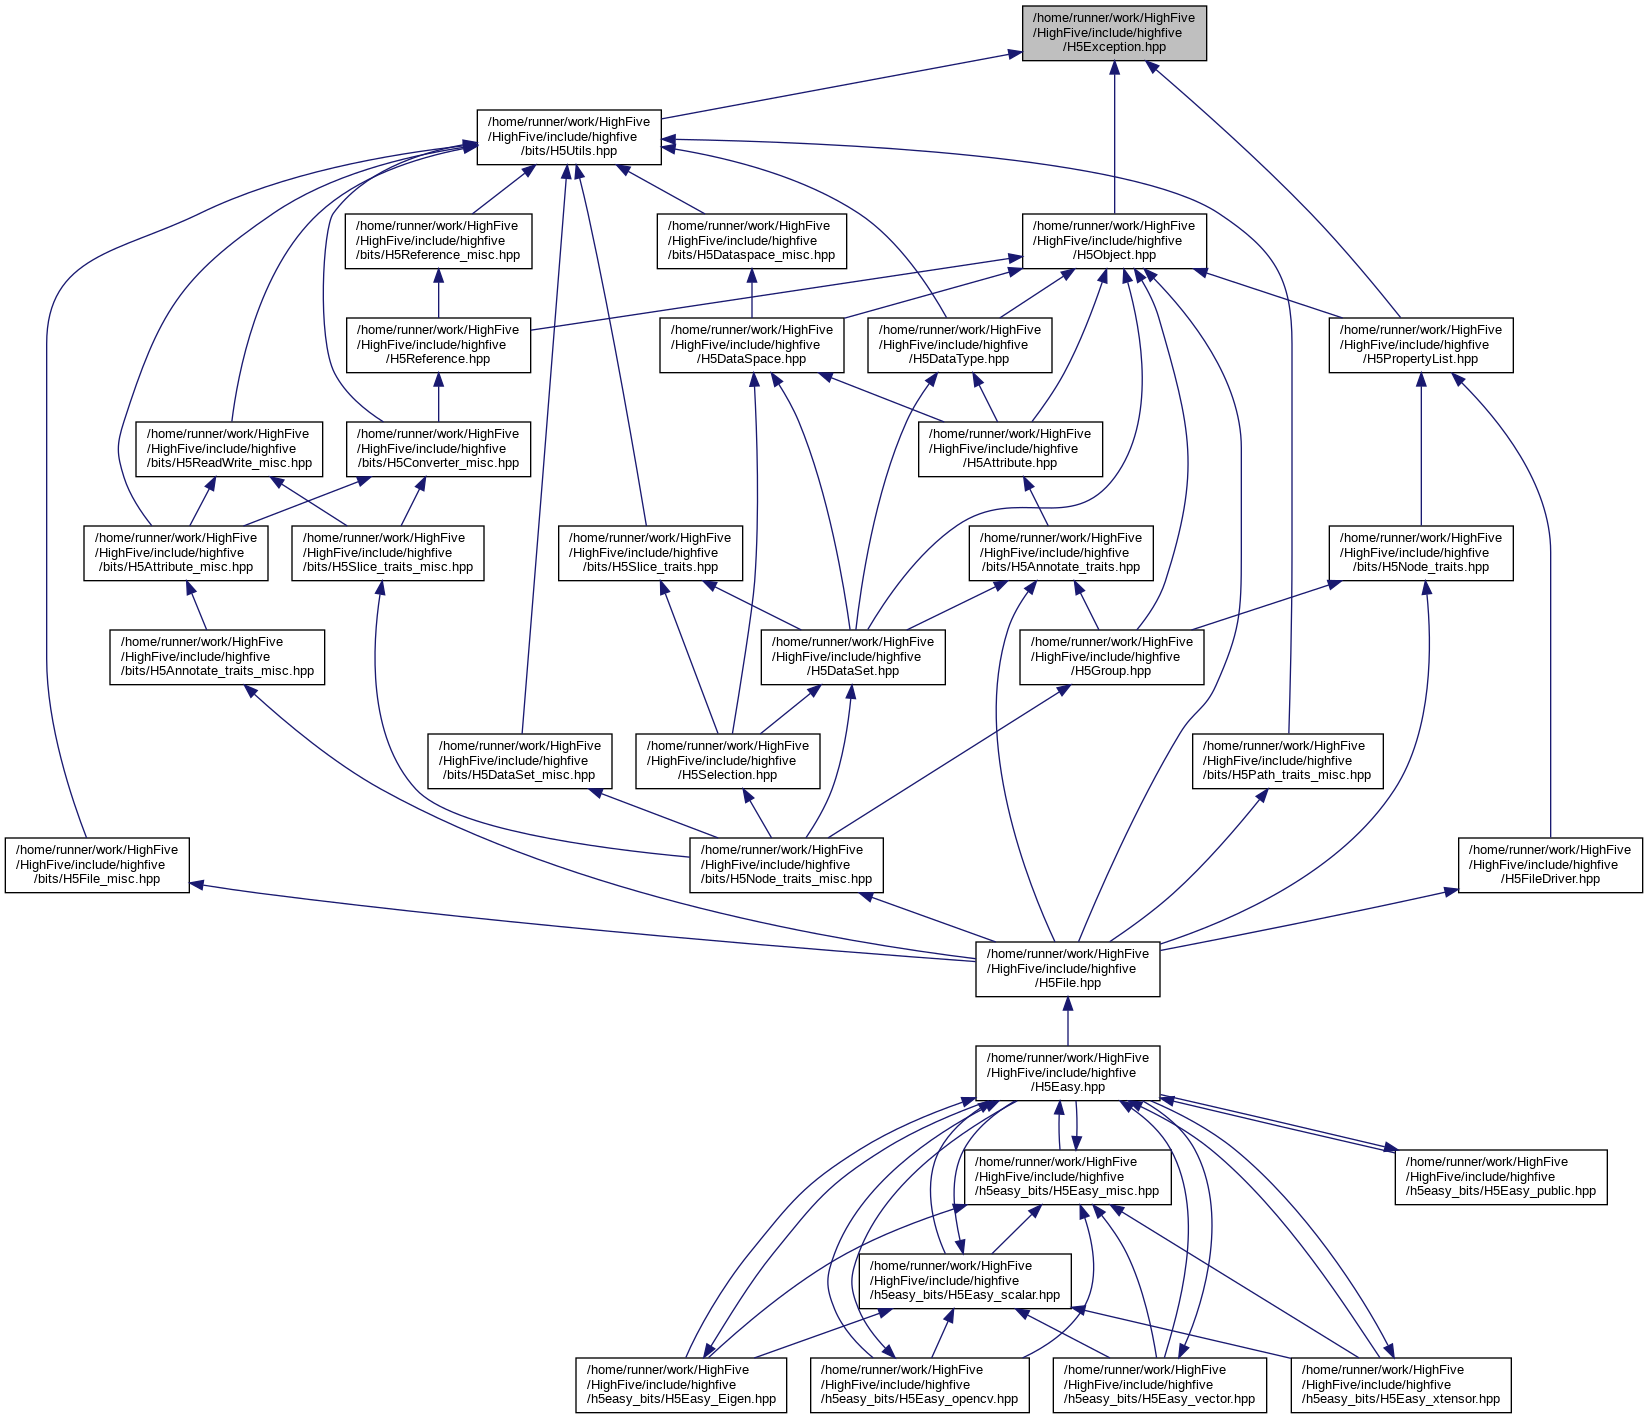 /home/runner/work/HighFive
/HighFive/include/highfive
/H5Exception.hpp
/home/runner/work/HighFive
/HighFive/include/highfive
/bits/H5Utils.hpp
/home/runner/work/HighFive
/HighFive/include/highfive
/bits/H5Reference_misc.hpp
/home/runner/work/HighFive
/HighFive/include/highfive
/bits/H5Dataspace_misc.hpp
/home/runner/work/HighFive
/HighFive/include/highfive
/H5Object.hpp
/home/runner/work/HighFive
/HighFive/include/highfive
/H5Reference.hpp
/home/runner/work/HighFive
/HighFive/include/highfive
/H5DataSpace.hpp
/home/runner/work/HighFive
/HighFive/include/highfive
/H5DataType.hpp
/home/runner/work/HighFive
/HighFive/include/highfive
/H5PropertyList.hpp
/home/runner/work/HighFive
/HighFive/include/highfive
/bits/H5ReadWrite_misc.hpp
/home/runner/work/HighFive
/HighFive/include/highfive
/bits/H5Converter_misc.hpp
/home/runner/work/HighFive
/HighFive/include/highfive
/H5Attribute.hpp
/home/runner/work/HighFive
/HighFive/include/highfive
/bits/H5Attribute_misc.hpp
/home/runner/work/HighFive
/HighFive/include/highfive
/bits/H5Slice_traits_misc.hpp
/home/runner/work/HighFive
/HighFive/include/highfive
/bits/H5Slice_traits.hpp
/home/runner/work/HighFive
/HighFive/include/highfive
/bits/H5Annotate_traits.hpp
/home/runner/work/HighFive
/HighFive/include/highfive
/bits/H5Node_traits.hpp
/home/runner/work/HighFive
/HighFive/include/highfive
/bits/H5Annotate_traits_misc.hpp
/home/runner/work/HighFive
/HighFive/include/highfive
/H5DataSet.hpp
/home/runner/work/HighFive
/HighFive/include/highfive
/H5Group.hpp
/home/runner/work/HighFive
/HighFive/include/highfive
/bits/H5DataSet_misc.hpp
/home/runner/work/HighFive
/HighFive/include/highfive
/H5Selection.hpp
/home/runner/work/HighFive
/HighFive/include/highfive
/bits/H5Path_traits_misc.hpp
/home/runner/work/HighFive
/HighFive/include/highfive
/bits/H5File_misc.hpp
/home/runner/work/HighFive
/HighFive/include/highfive
/bits/H5Node_traits_misc.hpp
/home/runner/work/HighFive
/HighFive/include/highfive
/H5FileDriver.hpp
/home/runner/work/HighFive
/HighFive/include/highfive
/H5File.hpp
/home/runner/work/HighFive
/HighFive/include/highfive
/H5Easy.hpp
/home/runner/work/HighFive
/HighFive/include/highfive
/h5easy_bits/H5Easy_misc.hpp
/home/runner/work/HighFive
/HighFive/include/highfive
/h5easy_bits/H5Easy_public.hpp
/home/runner/work/HighFive
/HighFive/include/highfive
/h5easy_bits/H5Easy_scalar.hpp
/home/runner/work/HighFive
/HighFive/include/highfive
/h5easy_bits/H5Easy_Eigen.hpp
/home/runner/work/HighFive
/HighFive/include/highfive
/h5easy_bits/H5Easy_opencv.hpp
/home/runner/work/HighFive
/HighFive/include/highfive
/h5easy_bits/H5Easy_vector.hpp
/home/runner/work/HighFive
/HighFive/include/highfive
/h5easy_bits/H5Easy_xtensor.hpp